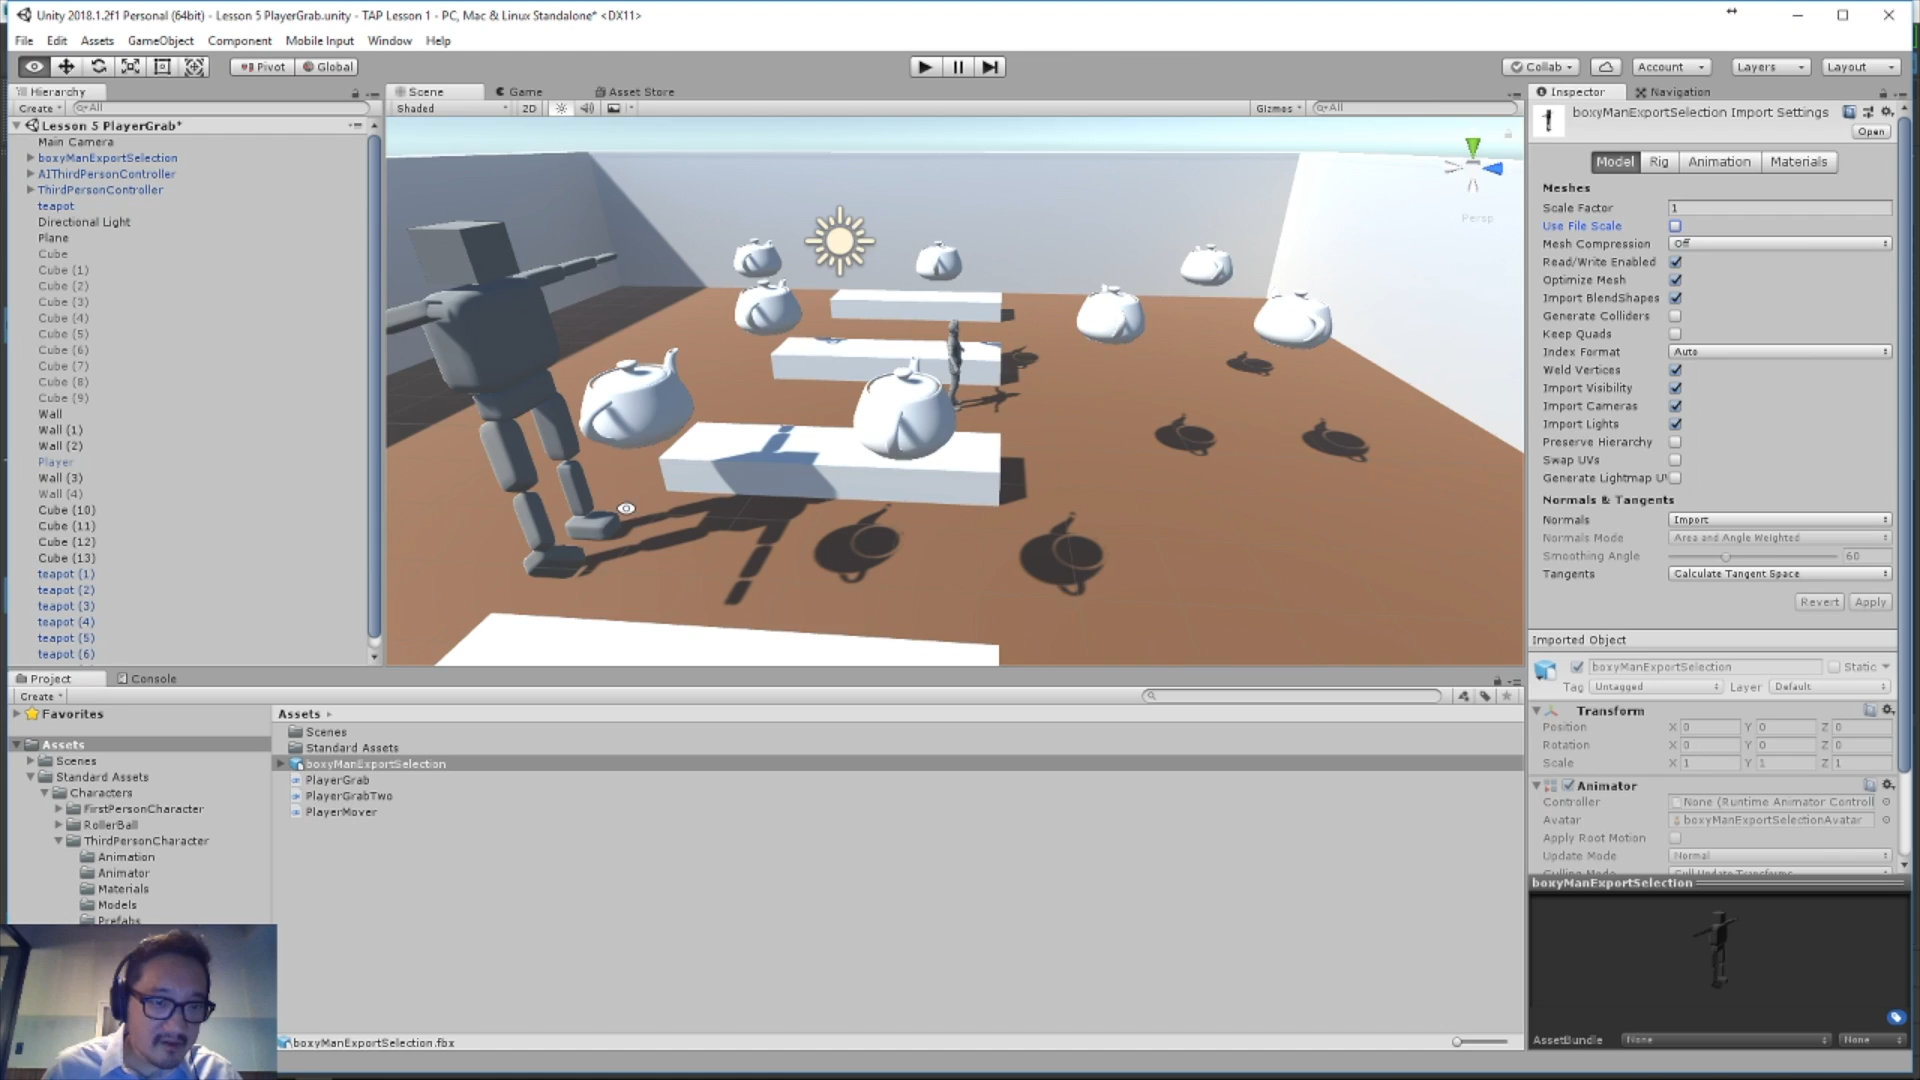 Unity 2018.1.2f1 Personal (64bit) - Lesson 5 PlayerGrab.unity - TAP Lesson 1 - PC, Mac & Linux Standalone* <DX11>
File Edit Assets GameObject Component Mobile Input Window Help
Pivot Global Collab Account Layers Layout
Hierarchy
Create All
Lesson 5 PlayerGrab*
Main Camera
boxyManExportSelection
AIThirdPersonController
ThirdPersonController
teapot
Directional Light
Plane
Cube
Cube (1)
Cube (2)
Cube (3)
Cube (4)
Cube (5)
Cube (6)
Cube (7)
Cube (8)
Cube (9)
Wall
Wall (1)
Wall (2)
Player
Wall (3)
Wall (4)
Cube (10)
Cube (11)
Cube (12)
Cube (13)
teapot (1)
teapot (2)
teapot (3)
teapot (4)
teapot (5)
teapot (6)
Scene Game Asset Store
Shaded 2D Gizmos All
Persp
Inspector Navigation
boxyManExportSelection Import Settings
Open
Model Rig Animation Materials
Meshes
Scale Factor 1
Use File Scale
Mesh Compression Off
Read/Write Enabled
Optimize Mesh
Import BlendShapes
Generate Colliders
Keep Quads
Index Format Auto
Weld Vertices
Import Visibility
Import Cameras
Import Lights
Preserve Hierarchy
Swap UVs
Generate Lightmap U
Normals & Tangents
Normals Import
Normals Mode Area and Angle Weighted
Smoothing Angle 60
Tangents Calculate Tangent Space
Revert Apply
Imported Object
boxyManExportSelection Static
Tag Untagged Layer Default
Transform
Position X 0 Y 0 Z 0
Rotation X 0 Y 0 Z 0
Scale X 1 Y 1 Z 1
Animator
Controller None (Runtime Animator Controll
Avatar boxyManExportSelectionAvatar
Apply Root Motion
Update Mode Normal
boxyManExportSelection
AssetBundle None None
Project Console
Create
Favorites
Assets
Scenes
Standard Assets
Characters
FirstPersonCharacter
RollerBall
ThirdPersonCharacter
Animation
Animator
Materials
Models
Prefabs
Assets
Scenes
Standard Assets
boxyManExportSelection
PlayerGrab
PlayerGrabTwo
PlayerMover
boxyManExportSelection.fbx